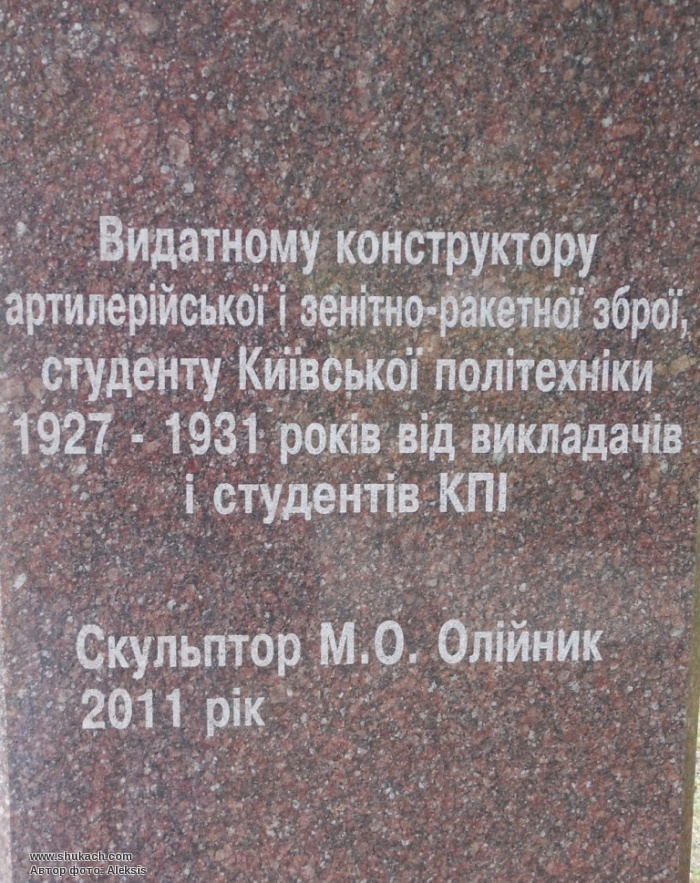 Видатному конструктору
артилерійської і зенітно-ракетної зброї,
студенту Київської політехніки
1927 - 1931 років від викладачів
і студентів КПІ
Скульптор М.О. Олійник
2011 рік
www.shukach.com
Автор фото: Aleksis